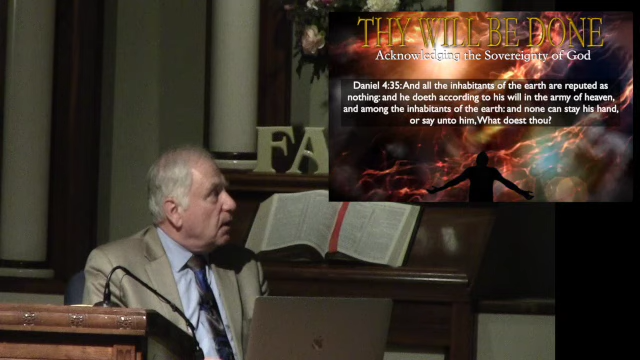 THY WILL BE DONE
Acknowledging the Sovereignty of God
Daniel 4:35: And all the inhabitants of the earth are reputed as
nothing: and he doeth according to his will in the army of heaven,
and among the inhabitants of the earth: and none can stay his hand,
or say unto him, What doest thou?
FA